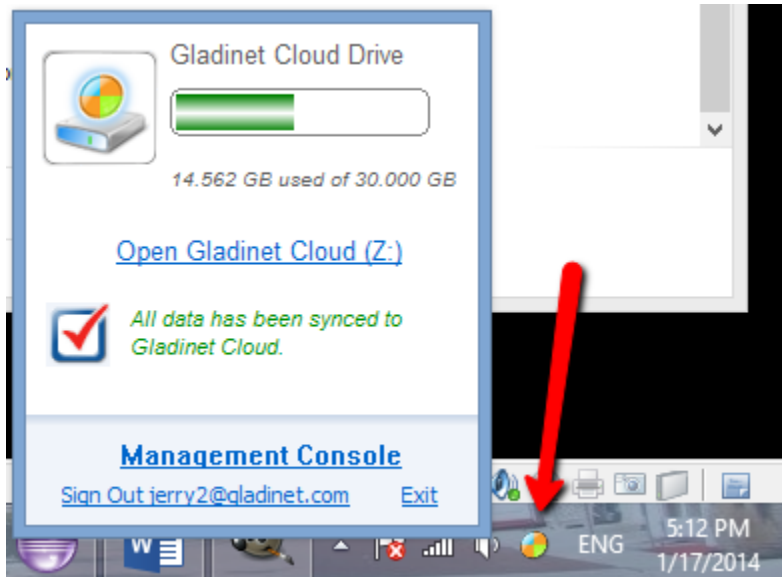 Gladinet Cloud Drive
14.562 GB used of 30.000 GB
Open Gladinet Cloud (Z:)
All data has been synced to
Gladinet Cloud.
Management Console
Sign Out jerry2@gladinet.com Exit
W
ENG
5:12 PM
1/17/2014